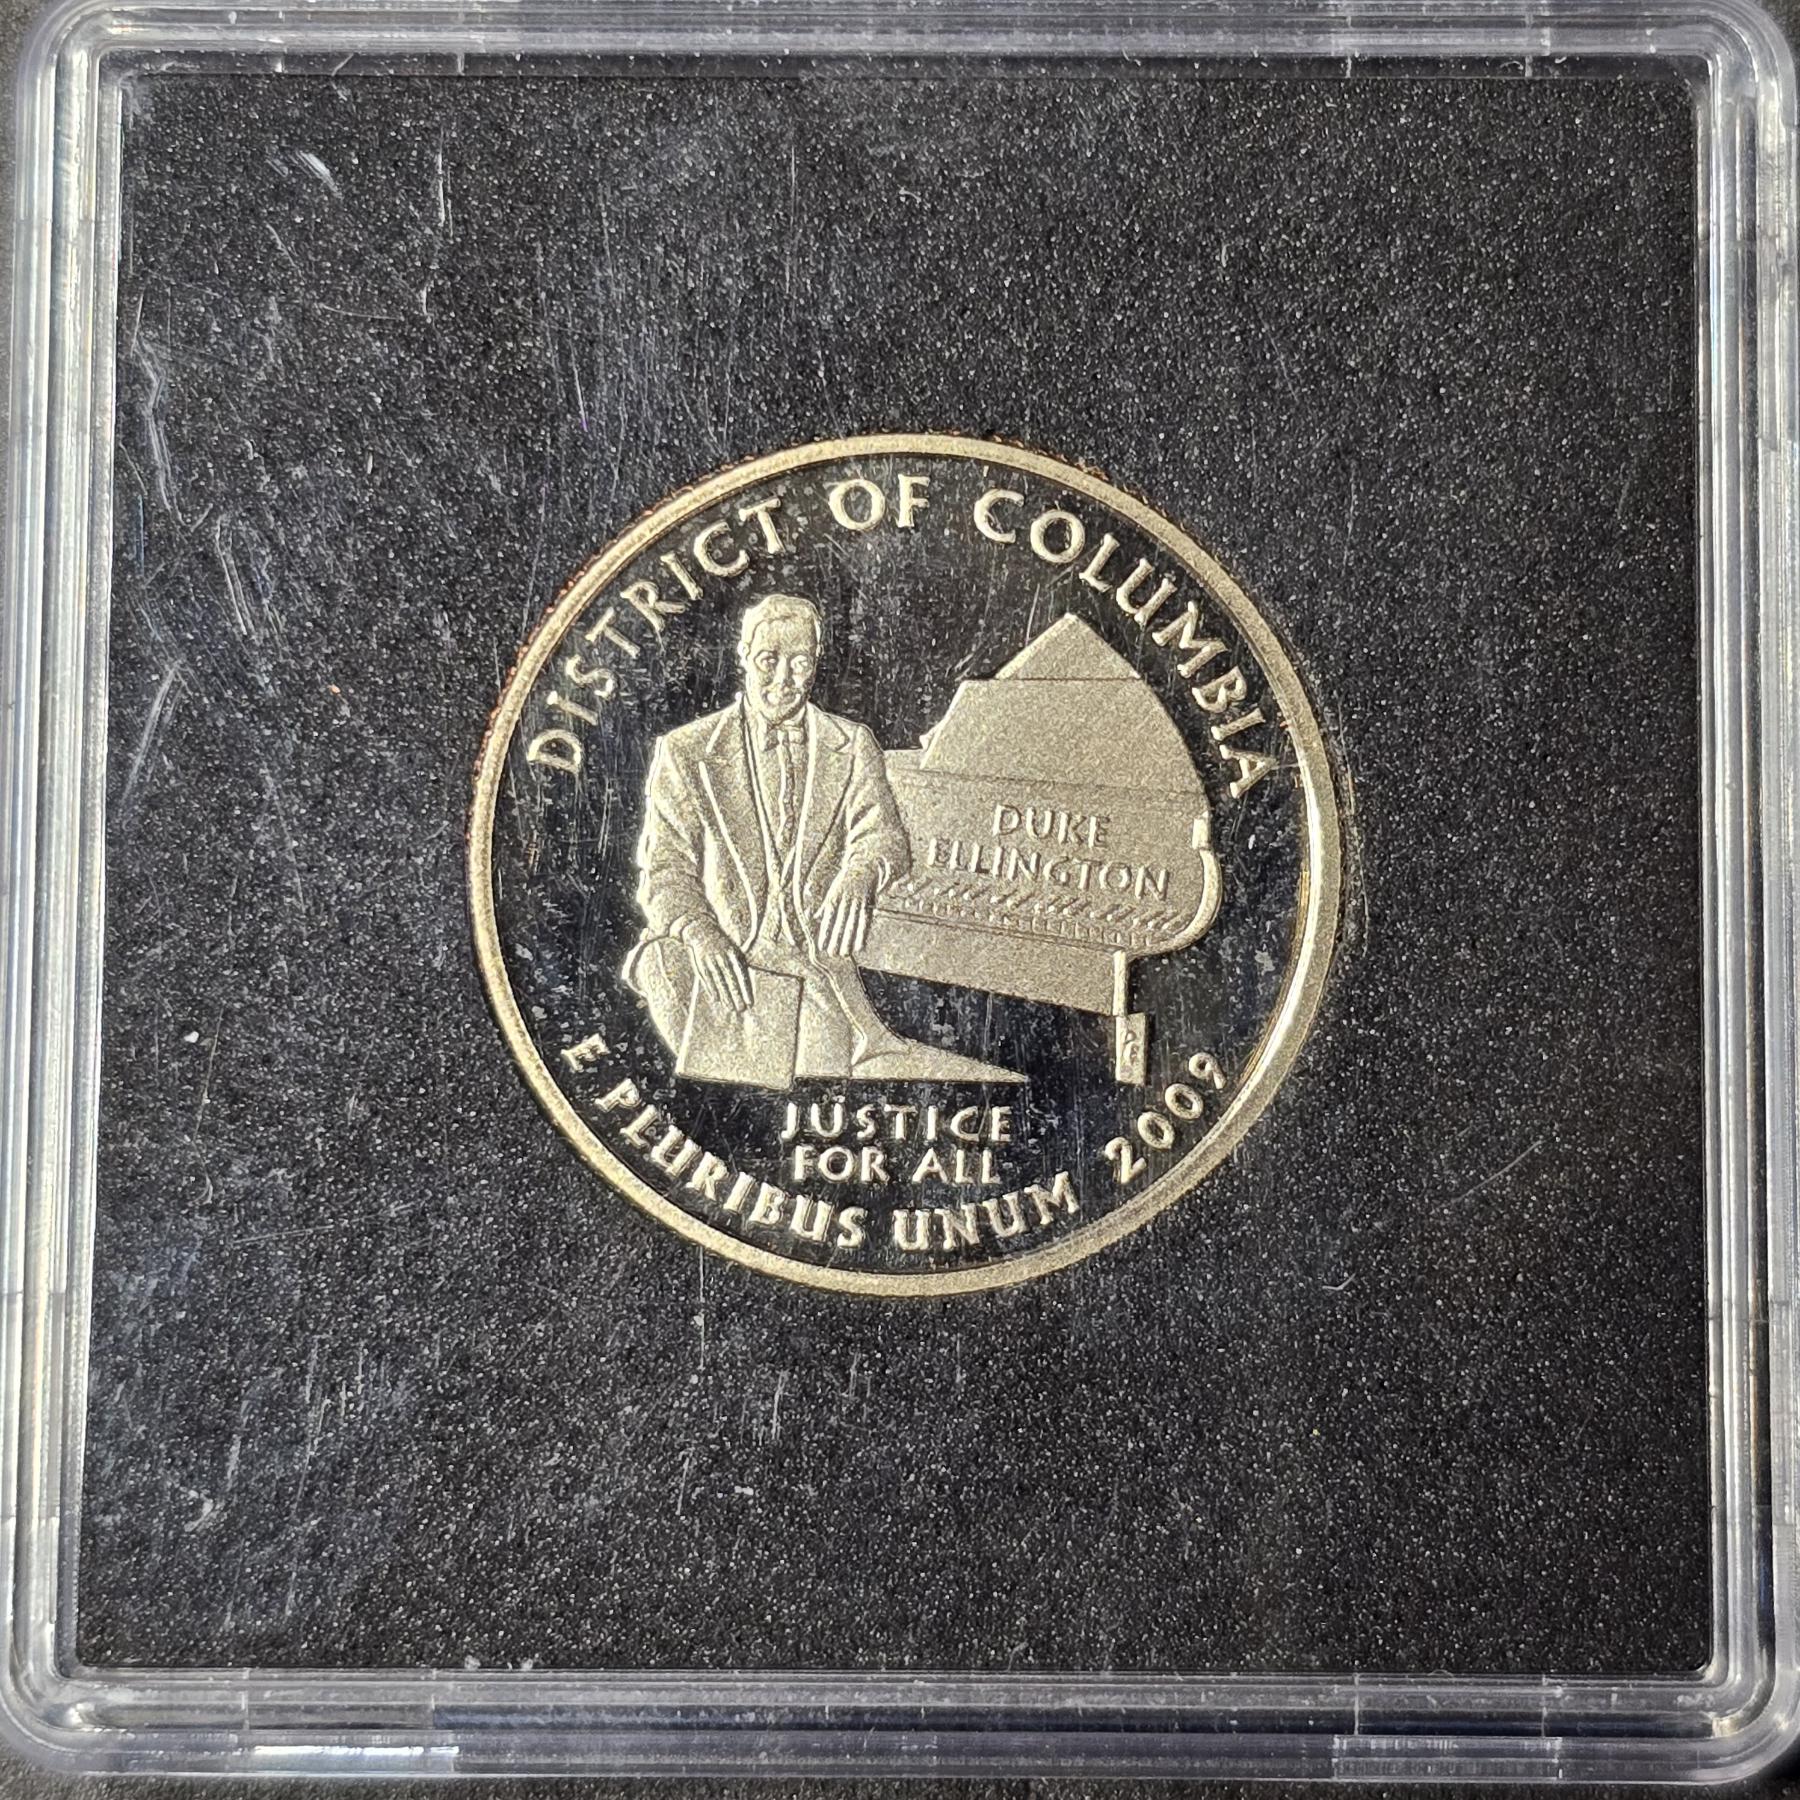 DISTRICT OF COLUMBIA
DUKE
ELLINGTON
JUSTICE
FOR ALL
E PLURIBUS UNUM 2009